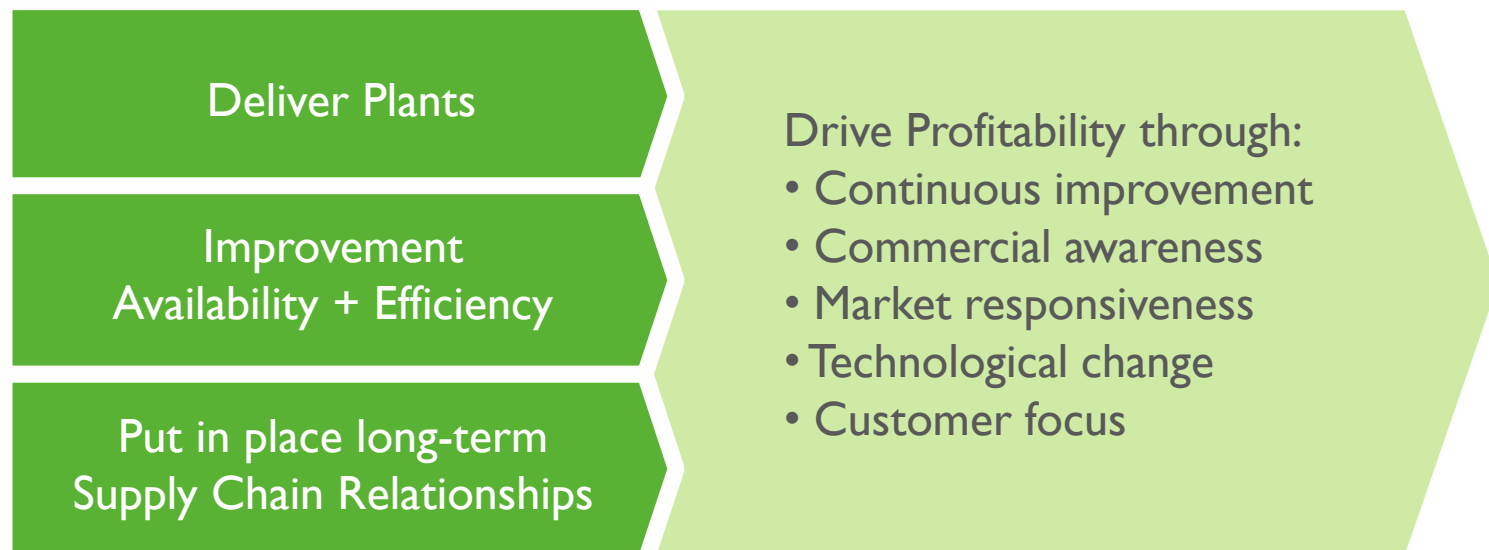 Deliver Plants
Improvement
Availability + Efficiency
Put in place long-term
Supply Chain Relationships
Drive Profitability through:
• Continuous improvement
• Commercial awareness
• Market responsiveness
• Technological change
• Customer focus